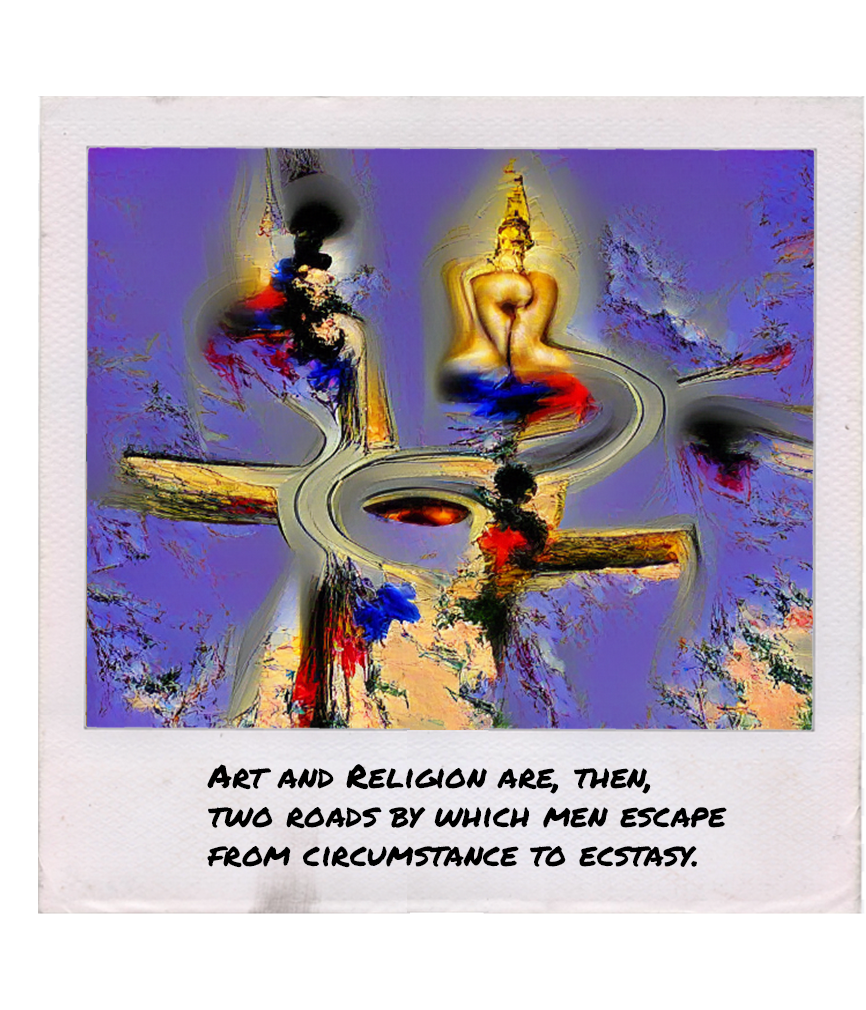 Art and Religion are, then,
two roads by which men escape
from circumstance to ecstasy.